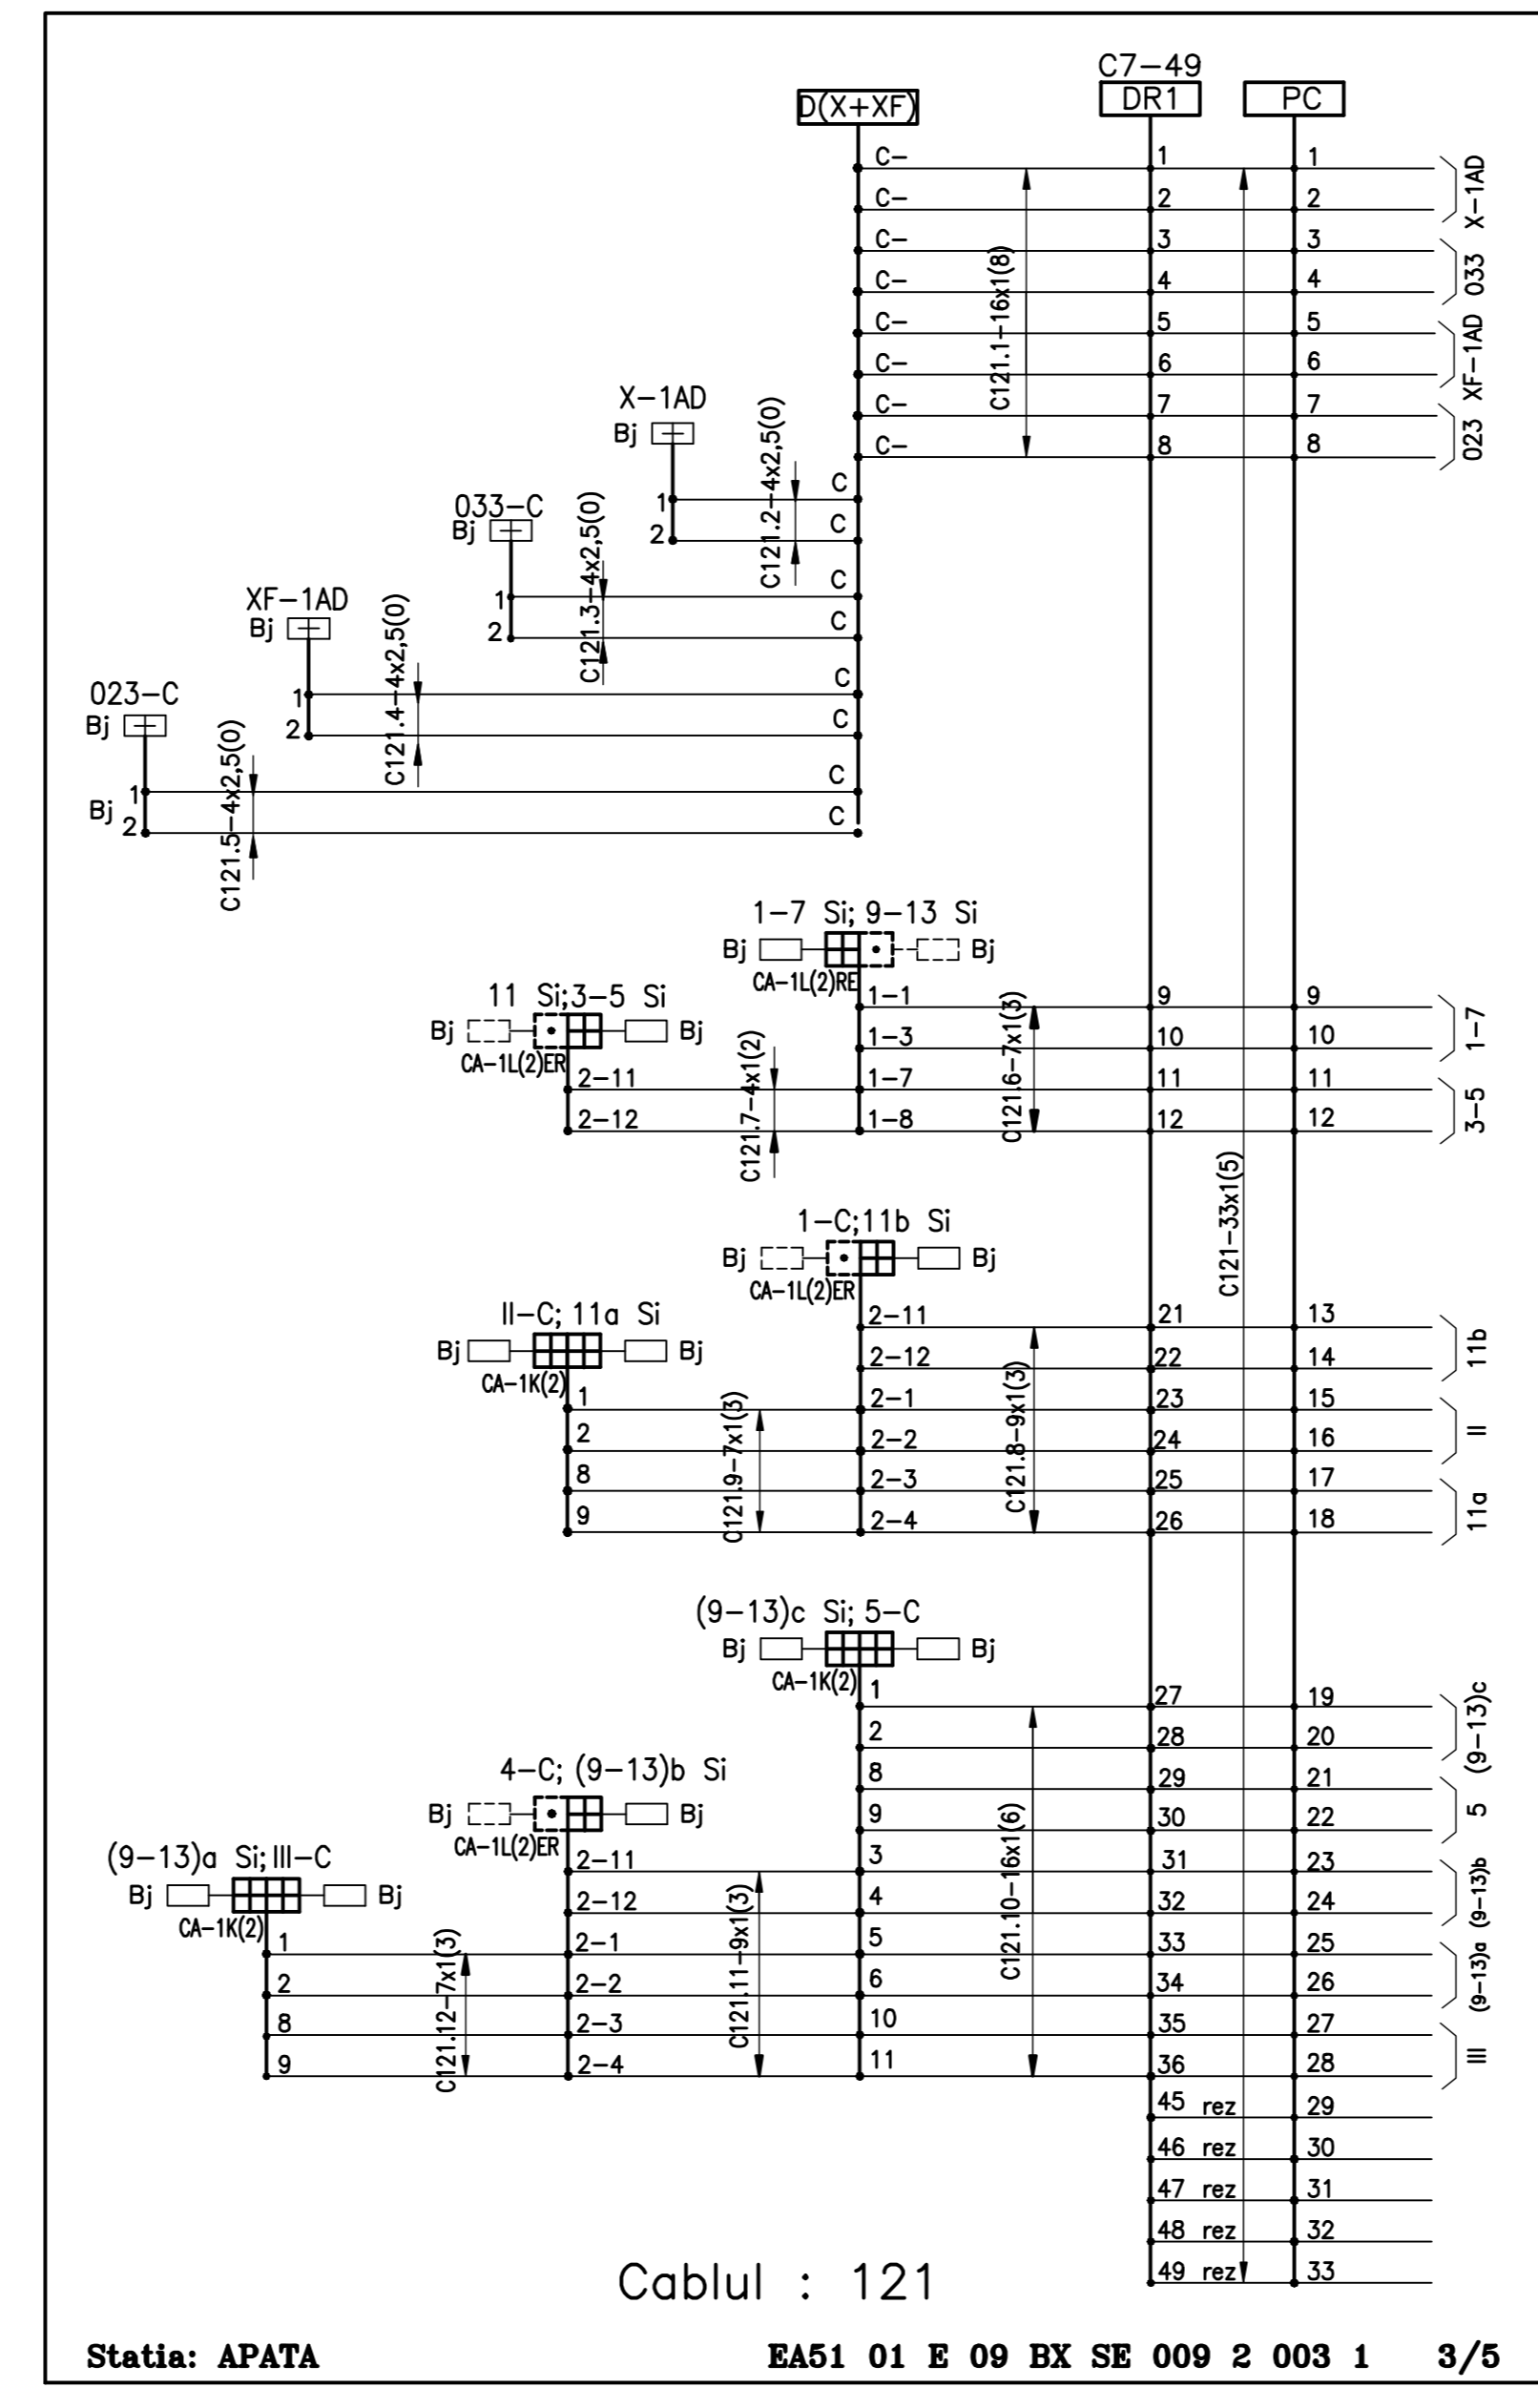 C7-49
D(X+XF) DR1 PC
C- 1 1
C- 2 2
X-1AD
C- 3 3
C- 4 4
033
C- 5 5
C- 6 6
XF-1AD
C- 7 7
C- 8 8
023
C121.1-16x1(8)
X-1AD
Bj
1 C
2 C
C121.2-4x2,5(0)
033-C
Bj
1 C
2 C
C121.3-4x2,5(0)
XF-1AD
Bj
1 C
2 C
C121.4-4x2,5(0)
023-C
Bj
1 C
Bj 2 C
C121.5-4x2,5(0)
1-7 Si; 9-13 Si
Bj Bj
CA-1L(2)RE
11 Si;3-5 Si
Bj Bj
CA-1L(2)ER
1-1 9 9
1-3 10 10
1-7
2-11 1-7 11 11
2-12 1-8 12 12
3-5
C121.7-4x1(2)
C121.6-7x1(3)
C121-33x1(5)
1-C;11b Si
Bj Bj
CA-1L(2)ER
II-C; 11a Si
Bj Bj
CA-1K(2)
2-11 21 13
2-12 22 14
11b
1 2-1 23 15
2 2-2 24 16
II
8 2-3 25 17
9 2-4 26 18
11a
C121.9-7x1(3)
C121.8-9x1(3)
(9-13)c Si; 5-C
Bj Bj
CA-1K(2)
1 27 19
2 28 20
(9-13)c
8 29 21
9 30 22
5
4-C; (9-13)b Si
Bj Bj
CA-1L(2)ER
(9-13)a Si; III-C
Bj Bj
CA-1K(2)
2-11 3 31 23
2-12 4 32 24
(9-13)b
1 2-1 5 33 25
2 2-2 6 34 26
(9-13)a
8 2-3 10 35 27
9 2-4 11 36 28
III
C121.12-7x1(3)
C121.11-9x1(3)
C121.10-16x1(6)
45 rez 29
46 rez 30
47 rez 31
48 rez 32
49 rez 33
Cablul : 121
Statia: APATA EA51 01 E 09 BX SE 009 2 003 1 3/5